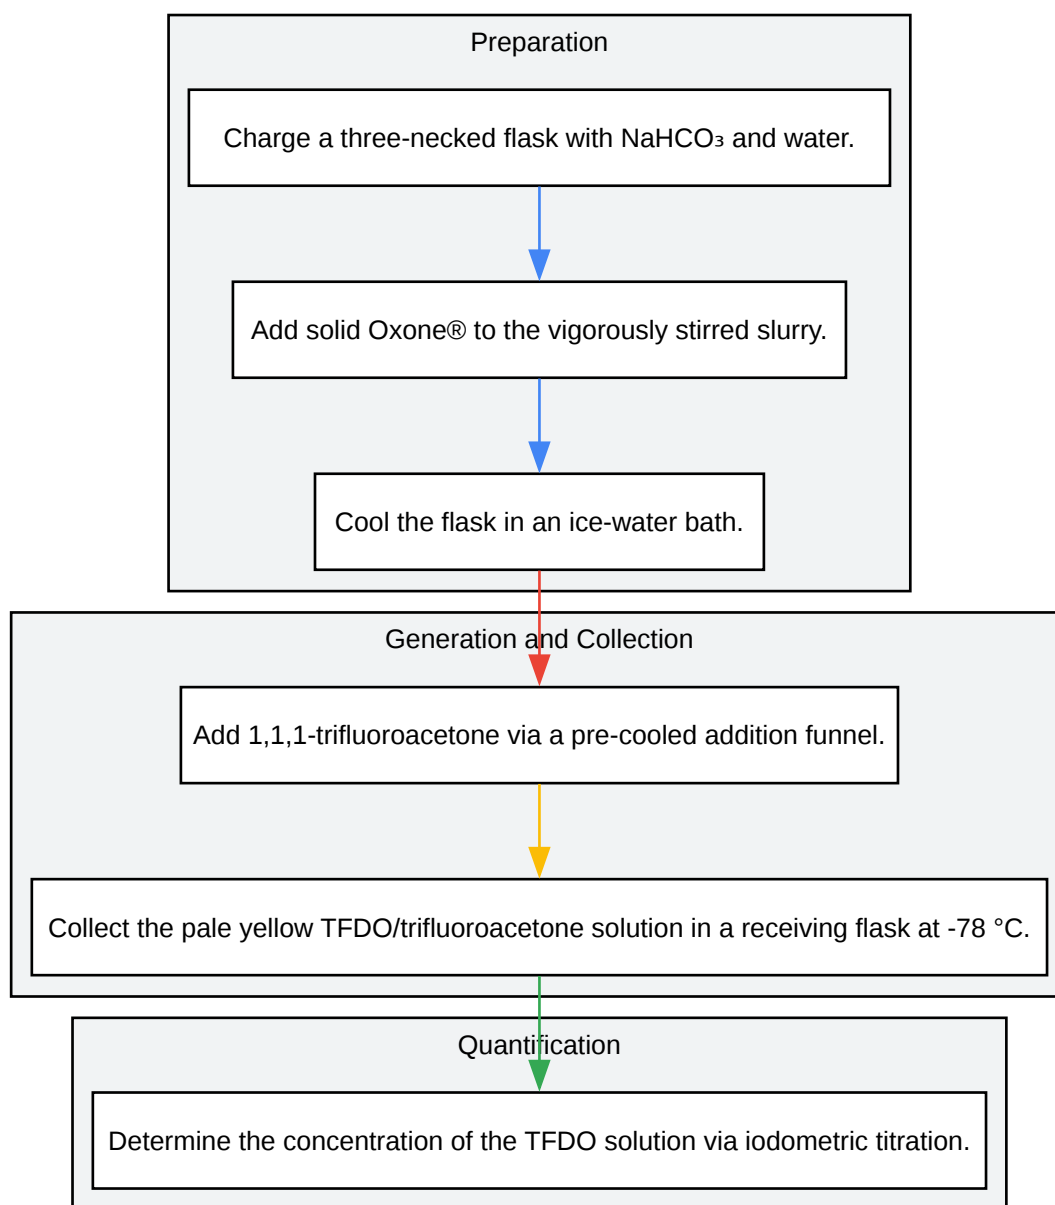 Preparation
Charge a three-necked flask with NaHCO₃ and water.
Add solid Oxone® to the vigorously stirred slurry.
Cool the flask in an ice-water bath.
Generation and Collection
Add 1,1,1-trifluoroacetone via a pre-cooled addition funnel.
Collect the pale yellow TFDO/trifluoroacetone solution in a receiving flask at -78 °C.
Quantification
Determine the concentration of the TFDO solution via iodometric titration.